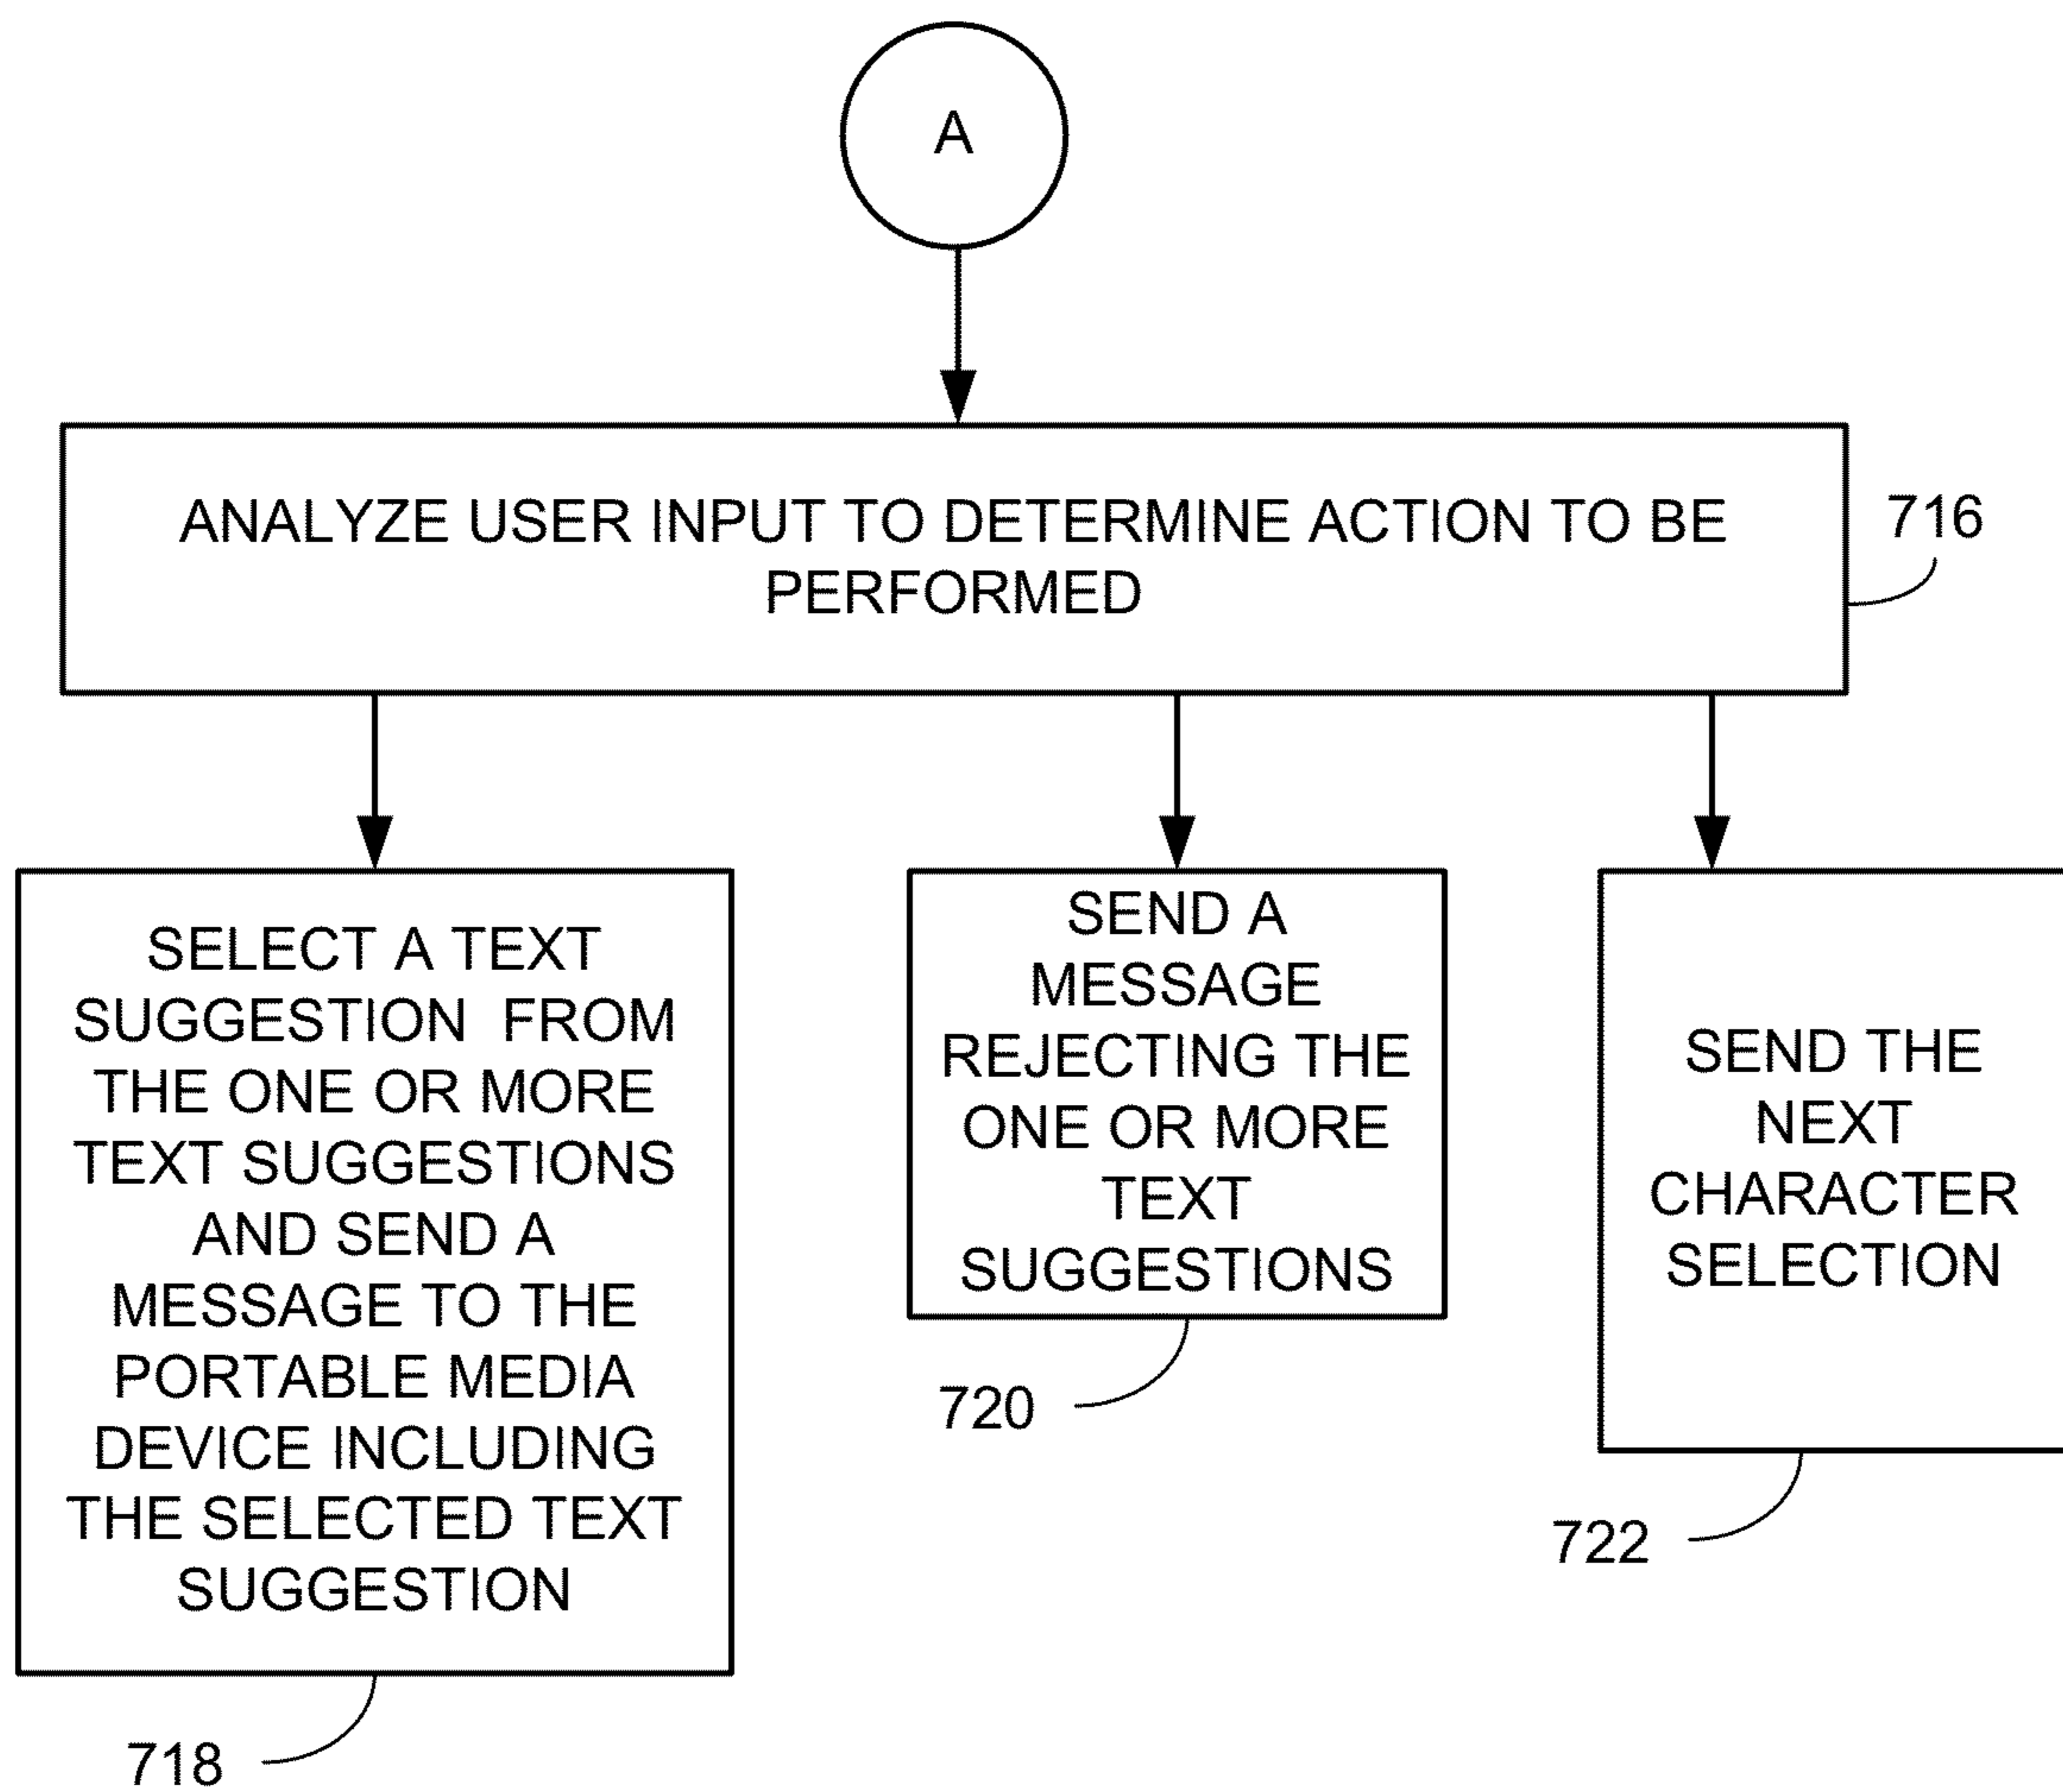 A
ANALYZE USER INPUT TO DETERMINE ACTION TO BE
PERFORMED
716
SELECT A TEXT
SUGGESTION FROM
THE ONE OR MORE
TEXT SUGGESTIONS
AND SEND A
MESSAGE TO THE
PORTABLE MEDIA
DEVICE INCLUDING
THE SELECTED TEXT
SUGGESTION
718
SEND A
MESSAGE
REJECTING THE
ONE OR MORE
TEXT
SUGGESTIONS
720
SEND THE
NEXT
CHARACTER
SELECTION
722